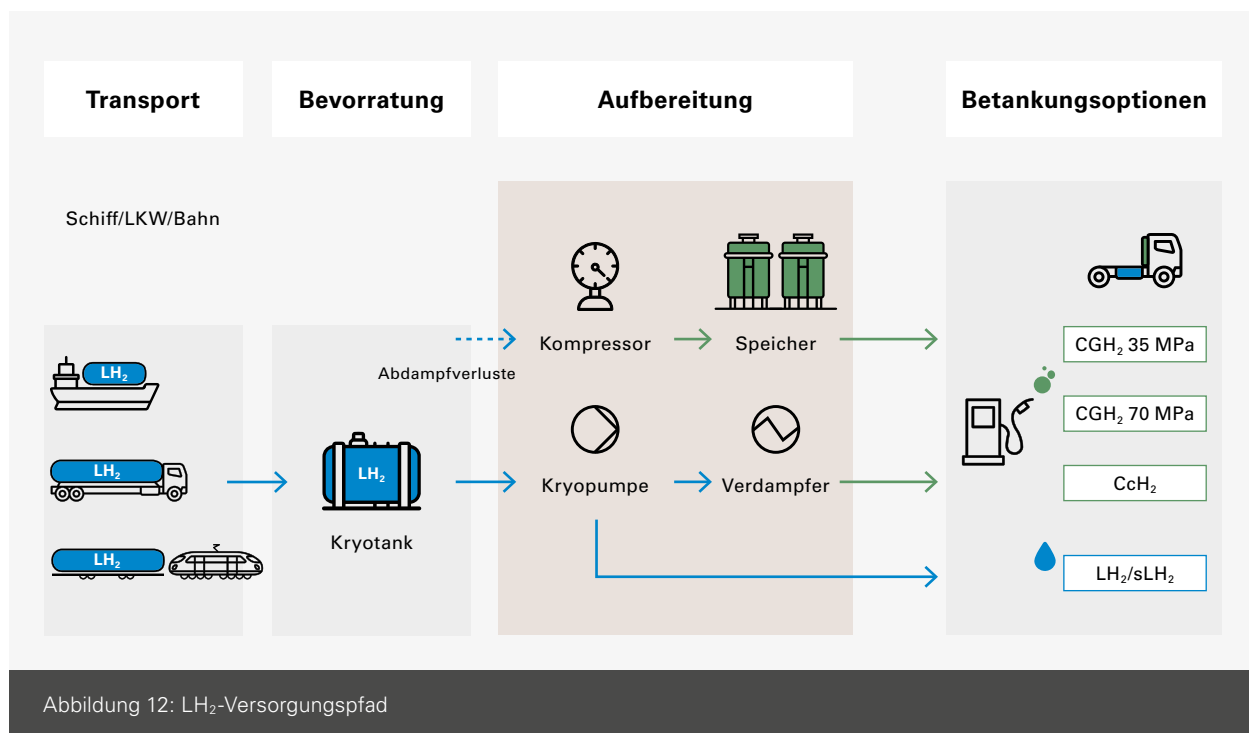 Transport
Bevorratung
Aufbereitung
Betankungsoptionen
Schiff/LKW/Bahn
LH₂
LH₂
LH₂
LH₂
Kryotank
Abdampfverluste
Kompressor
Speicher
Kryopumpe
Verdampfer
CGH₂ 35 MPa
CGH₂ 70 MPa
CcH₂
LH₂/sLH₂
Abbildung 12: LH₂-Versorgungspfad